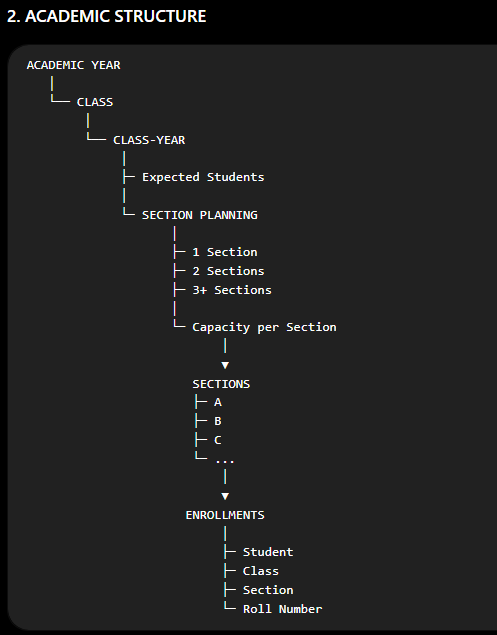 2. ACADEMIC STRUCTURE
ACADEMIC YEAR
│
└── CLASS
│
└── CLASS-YEAR
│
├─ Expected Students
│
└─ SECTION PLANNING
│
├─ 1 Section
├─ 2 Sections
├─ 3+ Sections
│
└─ Capacity per Section
│
▼
SECTIONS
├─ A
├─ B
├─ C
└─ ...
│
▼
ENROLLMENTS
│
├─ Student
├─ Class
├─ Section
└─ Roll Number